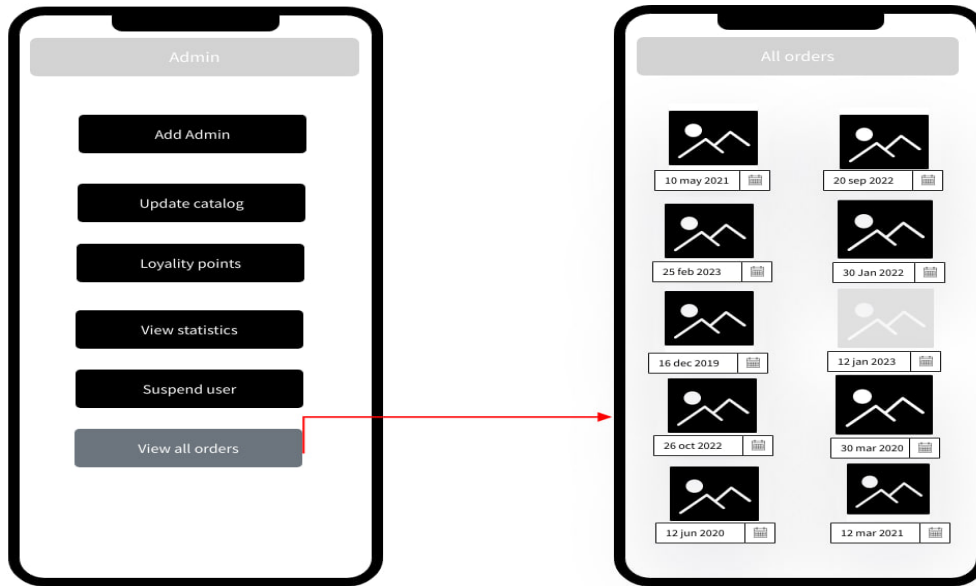 Admin
Add Admin
Update catalog
Loyality points
View statistics
Suspend user
View all orders
All orders
10 may 2021
20 sep 2022
25 feb 2023
30 Jan 2022
16 dec 2019
12 jan 2023
26 oct 2022
30 mar 2020
12 jun 2020
12 mar 2021